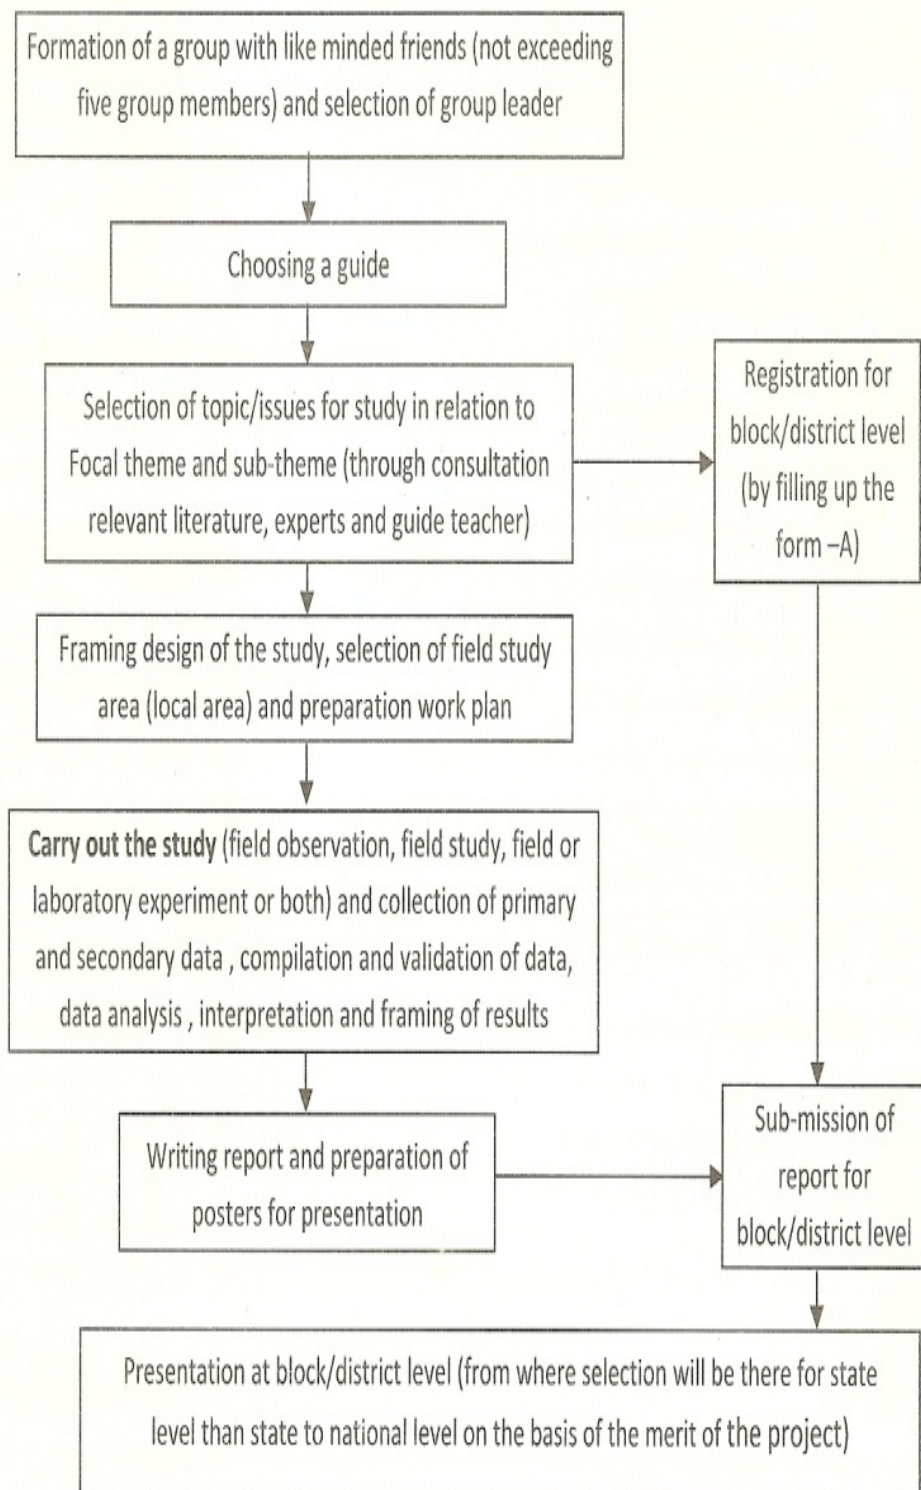 Formation of a group with like minded friends (not exceeding
five group members) and selection of group leader
Choosing a guide
Selection of topic/issues for study in relation to
Focal theme and sub-theme (through consultation
relevant literature, experts and guide teacher)
Registration for
block/district level
(by filling up the
form –A)
Framing design of the study, selection of field study
area (local area) and preparation work plan
Carry out the study (field observation, field study, field or
laboratory experiment or both) and collection of primary
and secondary data , compilation and validation of data,
data analysis , interpretation and framing of results
Writing report and preparation of
posters for presentation
Sub-mission of
report for
block/district level
Presentation at block/district level (from where selection will be there for state
level than state to national level on the basis of the merit of the project)